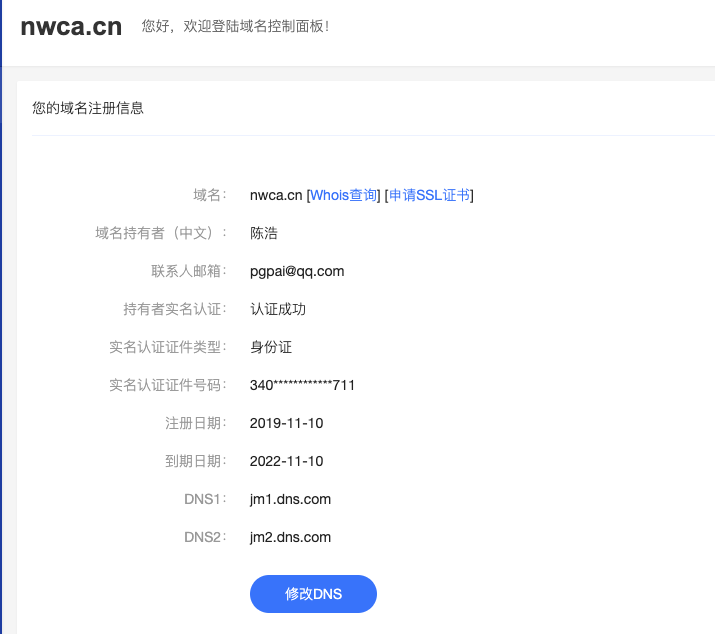 nwca.cn 您好，欢迎登陆域名控制面板！
您的域名注册信息
域名： nwca.cn [Whois查询] [申请SSL证书]
域名持有者（中文）： 陈浩
联系人邮箱： pgpai@qq.com
持有者实名认证： 认证成功
实名认证证件类型： 身份证
实名认证证件号码： 340************711
注册日期： 2019-11-10
到期日期： 2022-11-10
DNS1： jm1.dns.com
DNS2： jm2.dns.com
修改DNS